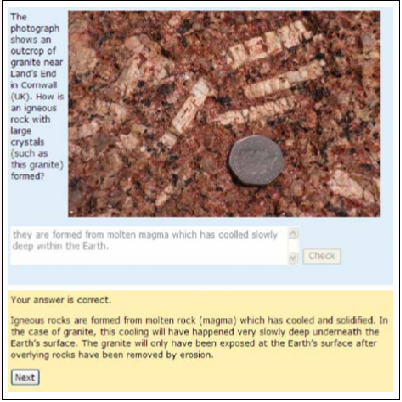 The
photograph
shows an
outcrop of
granite near
Land's End
in Cornwall
(UK). How is
an igneous
rock with
large
crystals
(such as
this granite)
formed?
they are formed from molten magma which has coolled slowly
deep within the Earth.
Check
Your answer is correct.
Igneous rocks are formed from molten rock (magma) which has cooled and solidified. In
the case of granite, this cooling will have happened very slowly deep underneath the
Earth's surface. The granite will only have been exposed at the Earth's surface after
overlying rocks have been removed by erosion.
Next